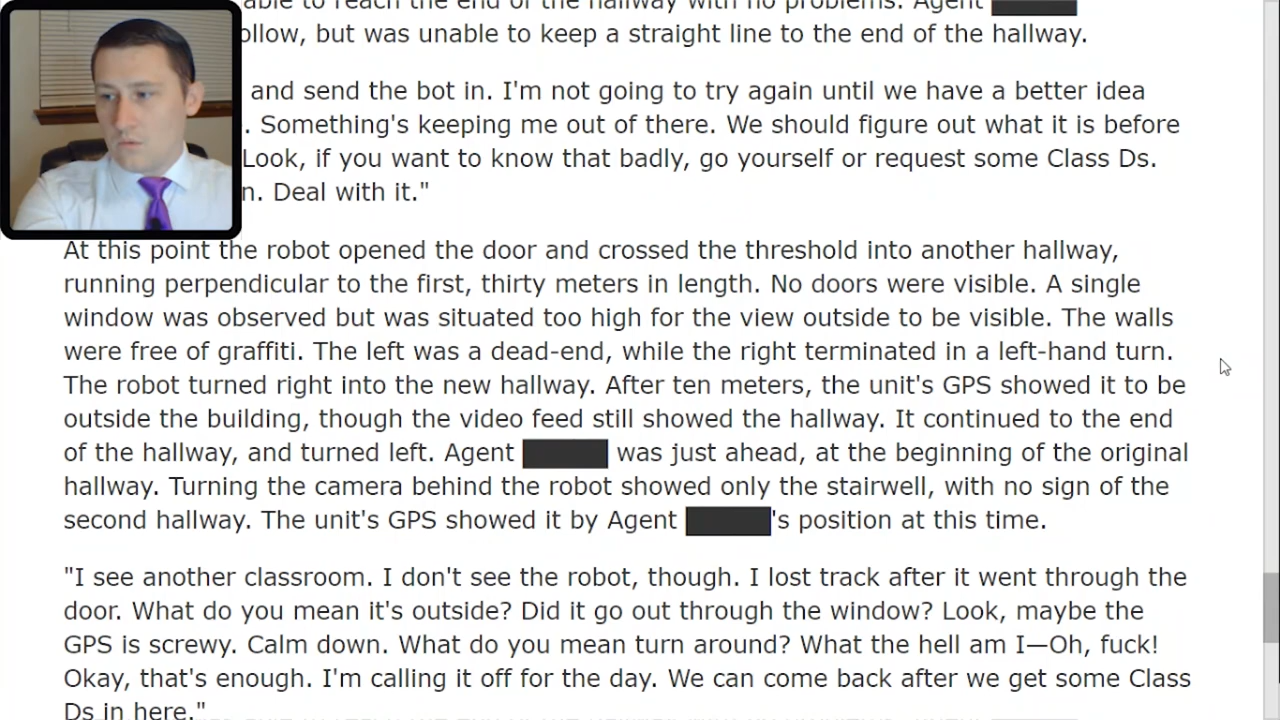 able to reach the end of the hallway with no problems. Agent
ollow, but was unable to keep a straight line to the end of the hallway.
and send the bot in. I'm not going to try again until we have a better idea
. Something's keeping me out of there. We should figure out what it is before
Look, if you want to know that badly, go yourself or request some Class Ds.
n. Deal with it."
At this point the robot opened the door and crossed the threshold into another hallway,
running perpendicular to the first, thirty meters in length. No doors were visible. A single
window was observed but was situated too high for the view outside to be visible. The walls
were free of graffiti. The left was a dead-end, while the right terminated in a left-hand turn.
The robot turned right into the new hallway. After ten meters, the unit's GPS showed it to be
outside the building, though the video feed still showed the hallway. It continued to the end
of the hallway, and turned left. Agent was just ahead, at the beginning of the original
hallway. Turning the camera behind the robot showed only the stairwell, with no sign of the
second hallway. The unit's GPS showed it by Agent 's position at this time.
"I see another classroom. I don't see the robot, though. I lost track after it went through the
door. What do you mean it's outside? Did it go out through the window? Look, maybe the
GPS is screwy. Calm down. What do you mean turn around? What the hell am I—Oh, fuck!
Okay, that's enough. I'm calling it off for the day. We can come back after we get some Class
Ds in here."